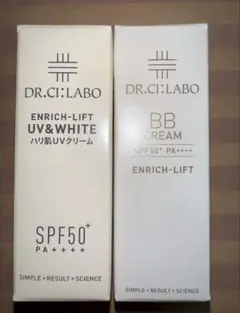 DR.CI:LABO
ENRICH-LIFT
UV&WHITE
ハリ肌UVクリーム
SPF50+
PA++++
SIMPLE + RESULT + SCIENCE
DR.CI:LABO
BB
CREAM
SPF50+ PA++++
ENRICH-LIFT
SIMPLE + RESULT + SCIENCE